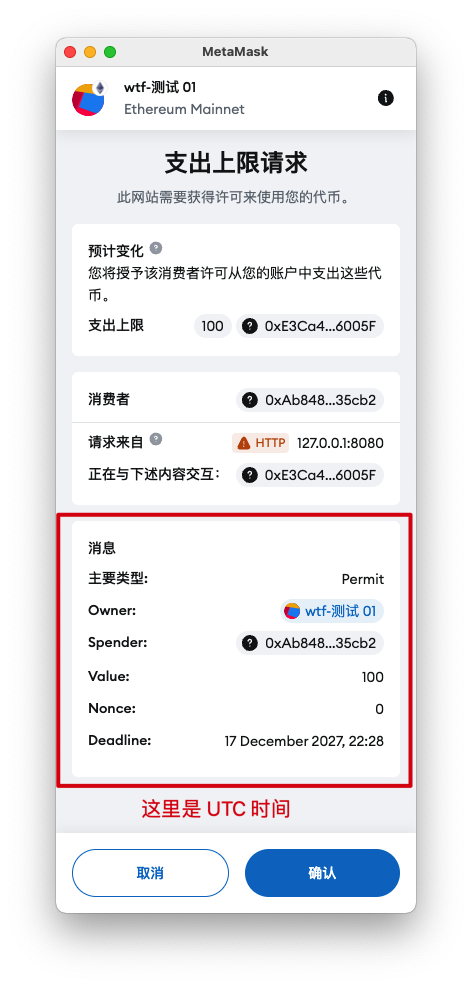 MetaMask
wtf-测试 01
Ethereum Mainnet
支出上限请求
此网站需要获得许可来使用您的代币。
预计变化 ?
您将授予该消费者许可从您的账户中支出这些代
币。
支出上限 100 ? 0xE3Ca4...6005F
消费者 ? 0xAb848...35cb2
请求来自 ? HTTP 127.0.0.1:8080
正在与下述内容交互: ? 0xE3Ca4...6005F
消息
主要类型: Permit
Owner: wtf-测试 01
Spender: ? 0xAb848...35cb2
Value: 100
Nonce: 0
Deadline: 17 December 2027, 22:28
这里是 UTC 时间
取消 确认